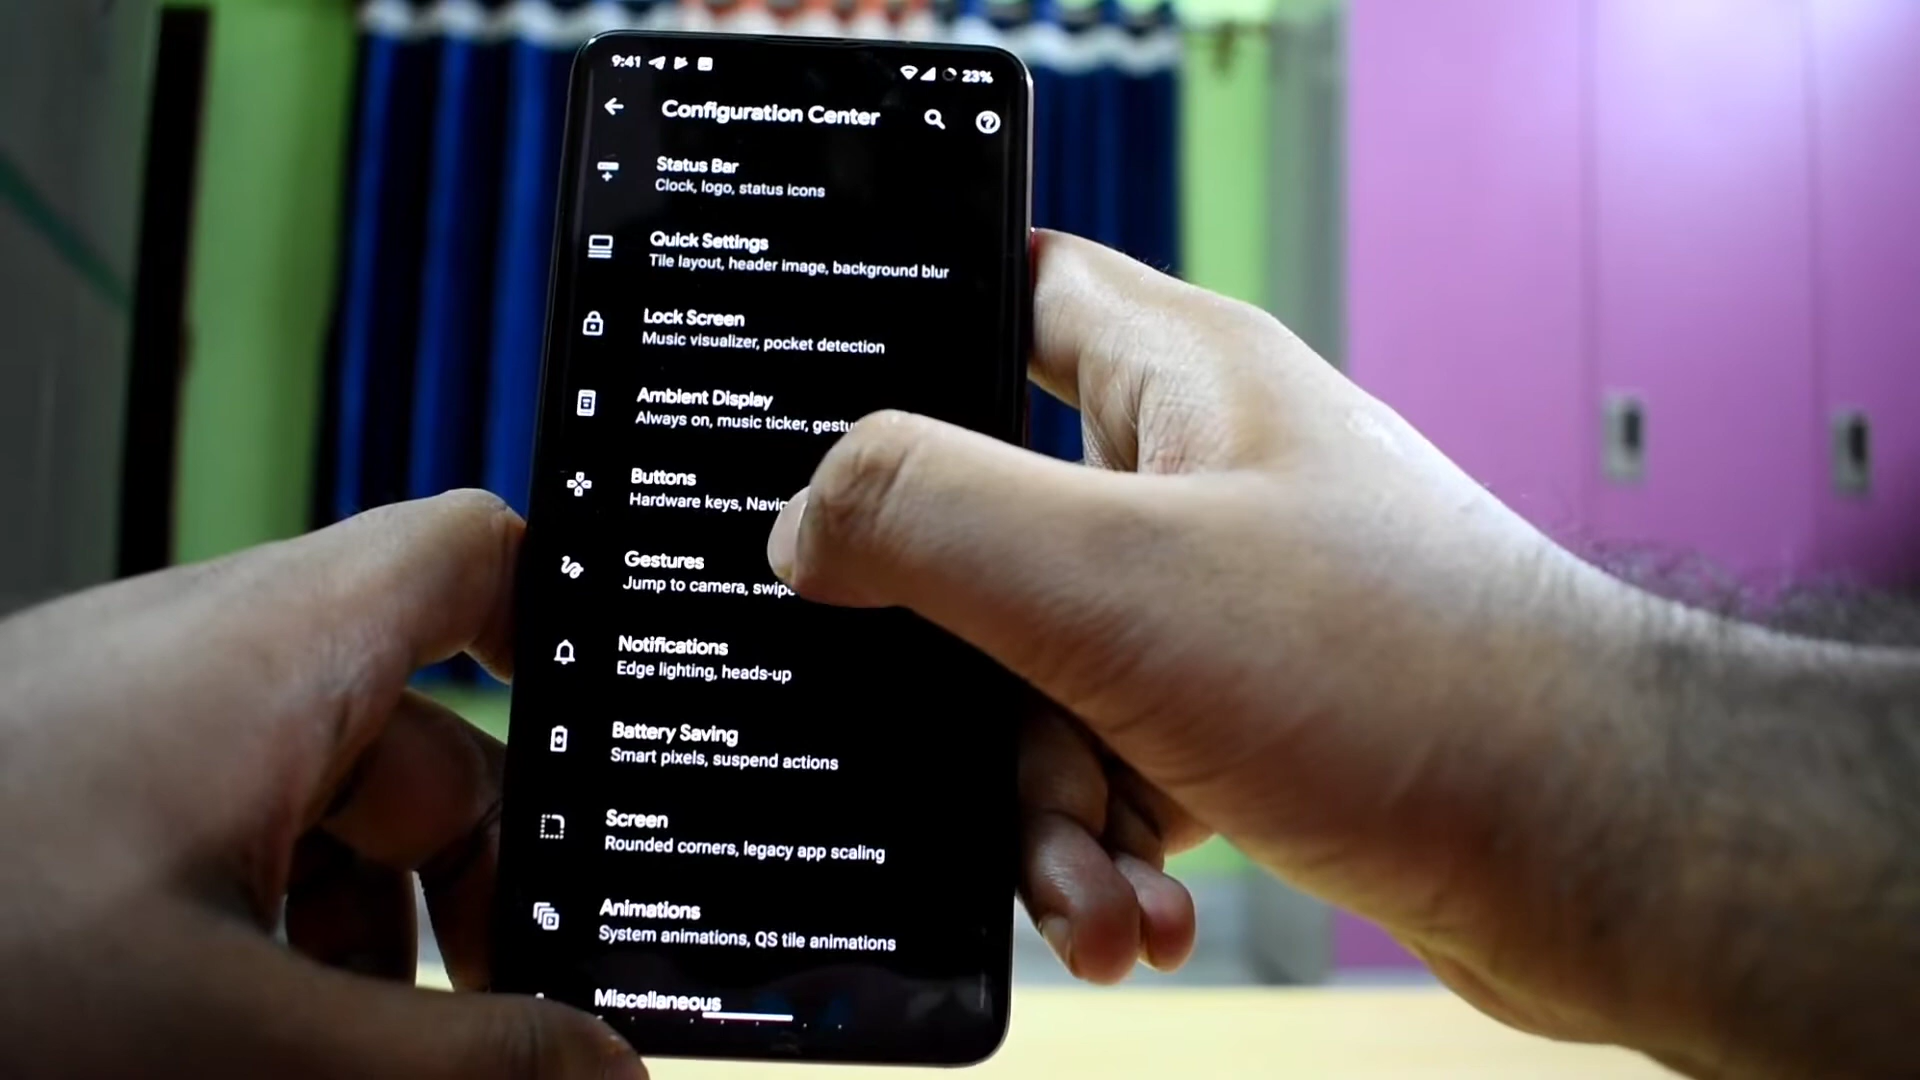 9:41
23%
Configuration Center
Status Bar
Clock, logo, status icons
Quick Settings
Tile layout, header image, background blur
Lock Screen
Music visualizer, pocket detection
Ambient Display
Always on, music ticker,
Buttons
Hardware keys,
Gestures
Jump to camera,
Notifications
Edge lighting, heads-up
Battery Saving
Smart pixels, suspend actions
Screen
Rounded corners, legacy app scaling
Animations
System animations, QS tile animations
Miscellaneous